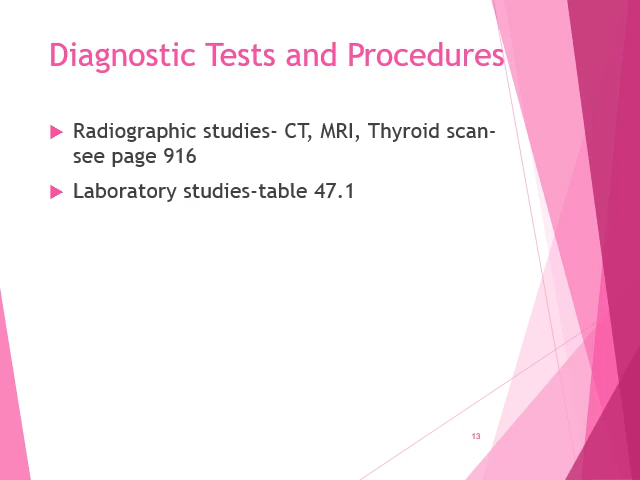 Diagnostic Tests and Procedures
Radiographic studies- CT, MRI, Thyroid scan-
see page 916
Laboratory studies-table 47.1
13